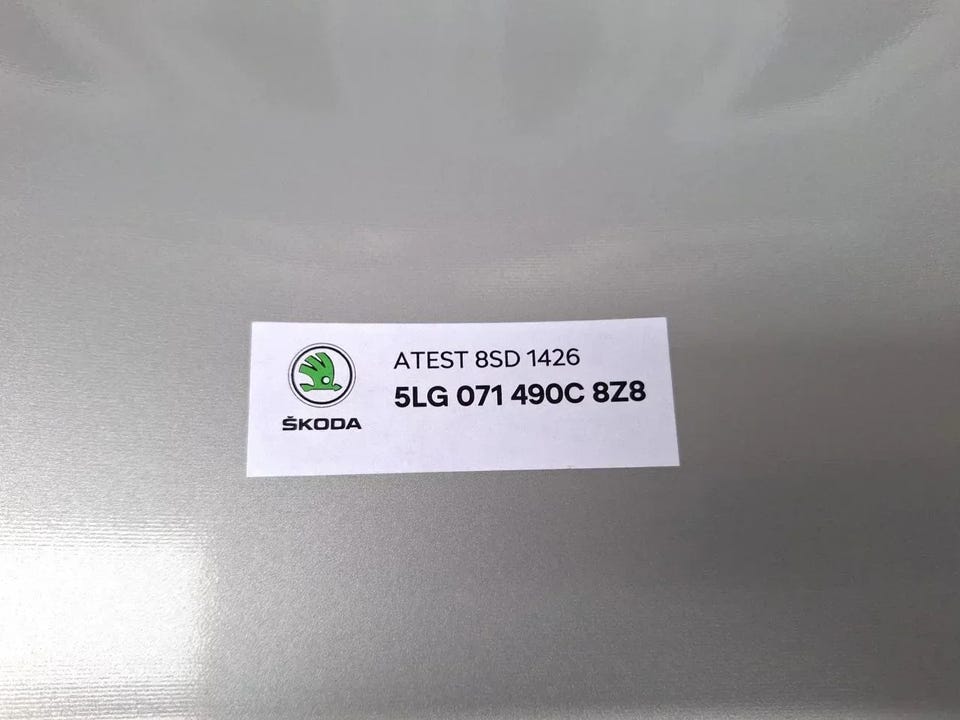 ŠKODA
ATEST 8SD 1426
5LG 071 490C 8Z8